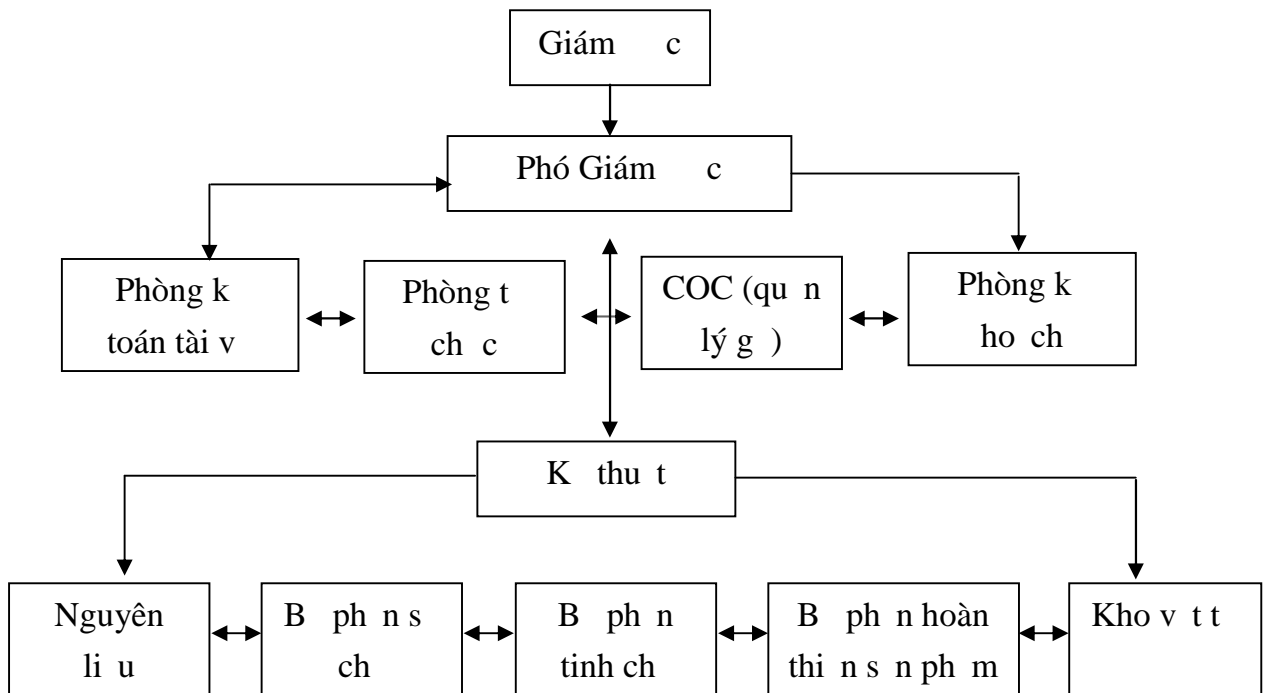 Giám c
Phó Giám c
Phòng k
toán tài v
Phòng t
ch c
COC (qu n
lý g )
Phòng k
ho ch
K thu t
Nguyên
li u
B ph n s
ch
B ph n
tinh ch
B ph n hoàn
thi n s n ph m
Kho v t t